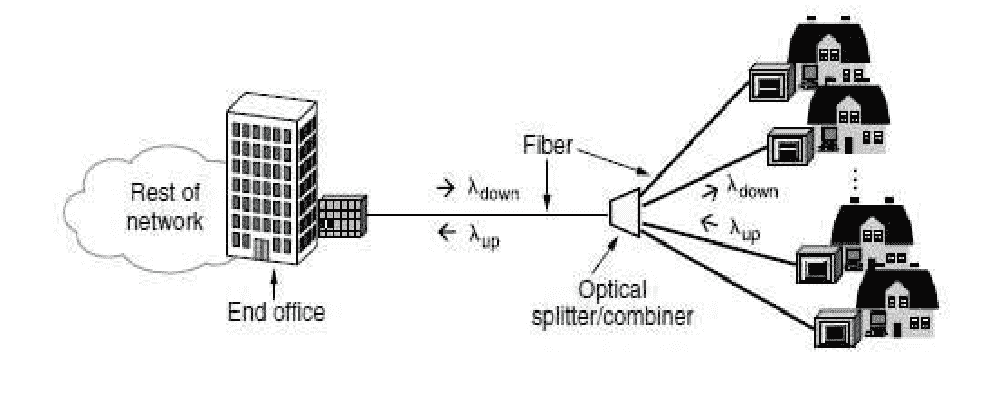 Rest of
network
End office
Fiber
→ λdown
← λup
Optical
splitter/combiner
→ λdown
← λup